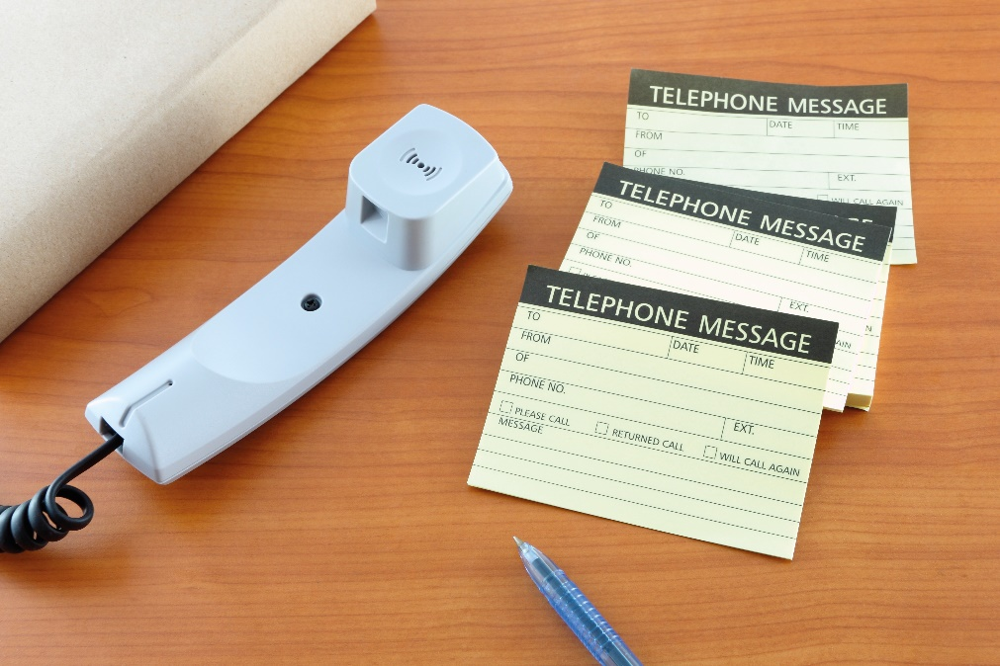 TELEPHONE MESSAGE
TO DATE TIME
FROM
OF
PHONE NO. EXT.
WILL CALL AGAIN
TELEPHONE MESSAGE
TO DATE TIME
FROM
OF
PHONE NO.
EXT.
TELEPHONE MESSAGE
TO DATE TIME
FROM
OF
PHONE NO. EXT.
PLEASE CALL RETURNED CALL WILL CALL AGAIN
MESSAGE